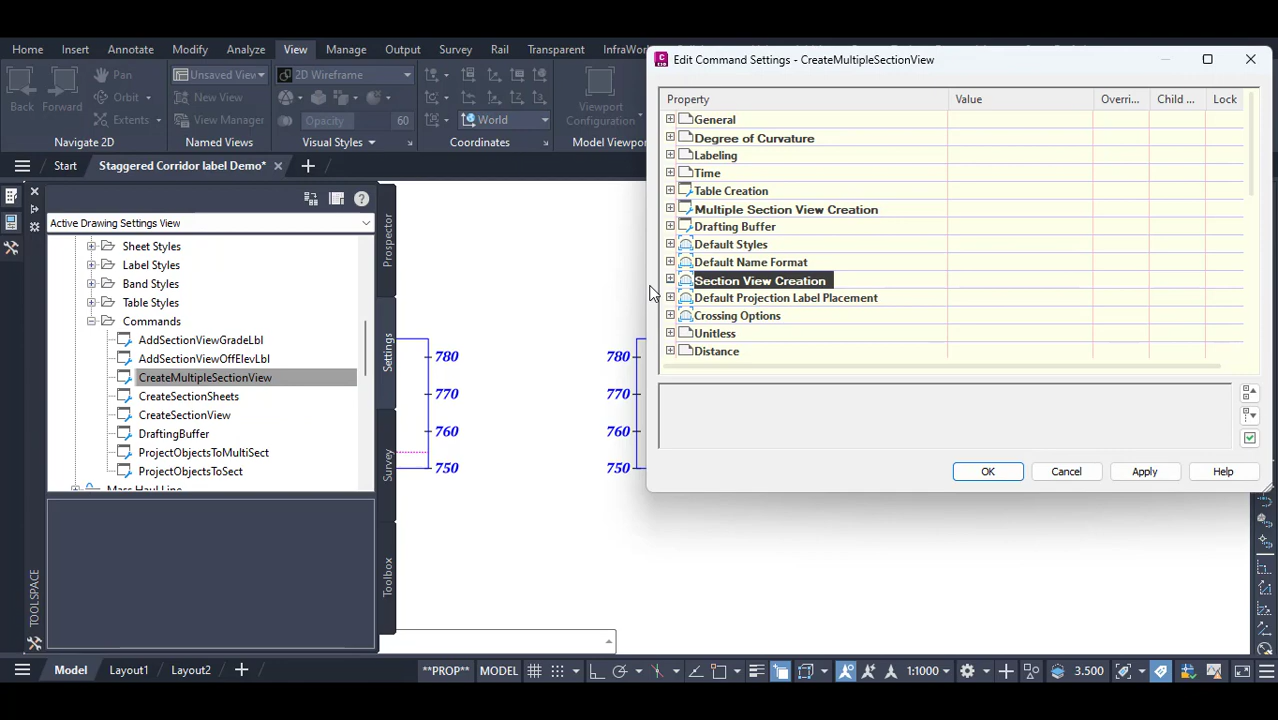 Home Insert Annotate Modify Analyze View Manage Output Survey Rail Transparent InfraWo
Edit Command Settings - CreateMultipleSectionView
Pan Unsaved View 2D Wireframe
Orbit New View World
Back Forward Extents View Manager Opacity 60 Viewport Configuration
Navigate 2D Visual Styles Coordinates Model Viewpor
Start Staggered Corridor label Demo*
Active Drawing Settings View
Sheet Styles
Label Styles
Band Styles
Table Styles
Commands
AddSectionViewGradeLbl
AddSectionViewOffElevLbl
CreateMultipleSectionView
CreateSectionSheets
CreateSectionView
DraftingBuffer
ProjectObjectsToMultiSect
ProjectObjectsToSect
Mass Haul Line
TOOLSPACE
Prospector
Settings
Survey
Toolbox
780 780
770 770
760 760
750 750
Property Value Overri... Child ... Lock
General
Degree of Curvature
Labeling
Time
Table Creation
Multiple Section View Creation
Drafting Buffer
Default Styles
Default Name Format
Section View Creation
Default Projection Label Placement
Crossing Options
Unitless
Distance
OK Cancel Apply Help
Model Layout1 Layout2 **PROP** MODEL 1:1000 3.500